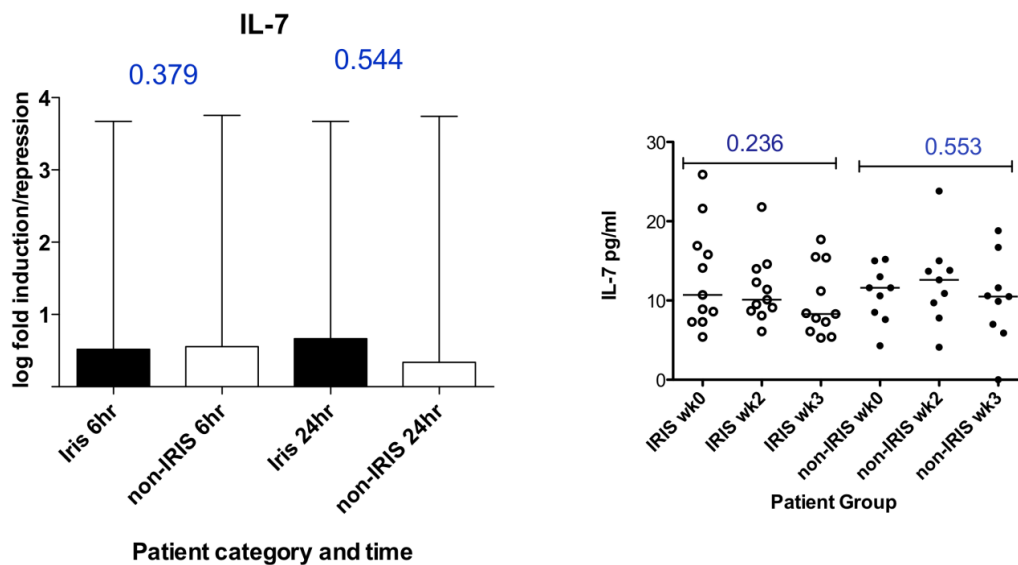 IL-7
0.379
0.544
log fold induction/repression
4
3
2
1
Iris 6hr
non-IRIS 6hr
Iris 24hr
non-IRIS 24hr
Patient category and time
0.236
0.553
IL-7 pg/ml
30
20
10
0
IRIS wk0
IRIS wk2
IRIS wk3
non-IRIS wk0
non-IRIS wk2
non-IRIS wk3
Patient Group